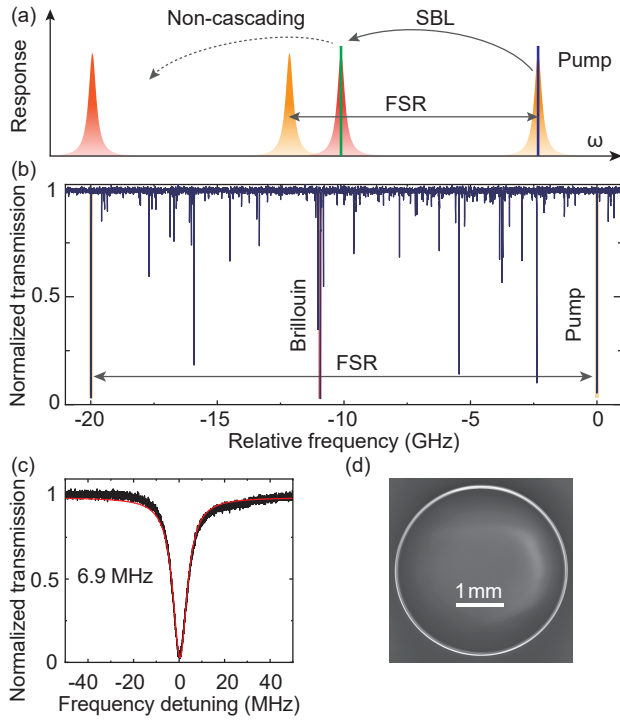 (a)
Non-cascading
SBL
Pump
Response
FSR
ω
(b)
Normalized transmission
1
0.5
0
Brillouin
Pump
FSR
-20
-15
-10
-5
0
Relative frequency (GHz)
(c)
Normalized transmission
1
0.5
0
6.9 MHz
-40
-20
0
20
40
Frequency detuning (MHz)
(d)
1 mm